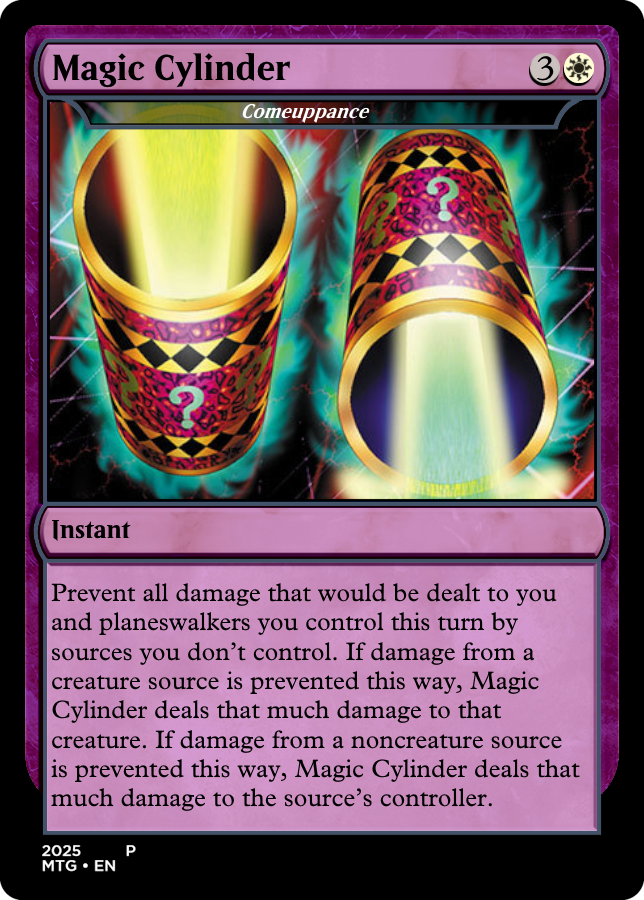 Magic Cylinder 3
Comeuppance
?
?
Instant
Prevent all damage that would be dealt to you
and planeswalkers you control this turn by
sources you don’t control. If damage from a
creature source is prevented this way, Magic
Cylinder deals that much damage to that
creature. If damage from a noncreature source
is prevented this way, Magic Cylinder deals that
much damage to the source’s controller.
2025 P
MTG • EN